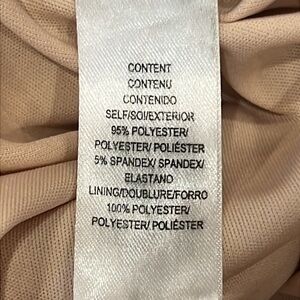 CONTENT
CONTENU
CONTENIDO
SELF/SOI/EXTERIOR
95% POLYESTER/
POLYESTER/ POLIÉSTER
5% SPANDEX/ SPANDEX/
ELASTANO
LINING/DOUBLURE/FORRO
100% POLYESTER/
POLYESTER/ POLIÉSTER